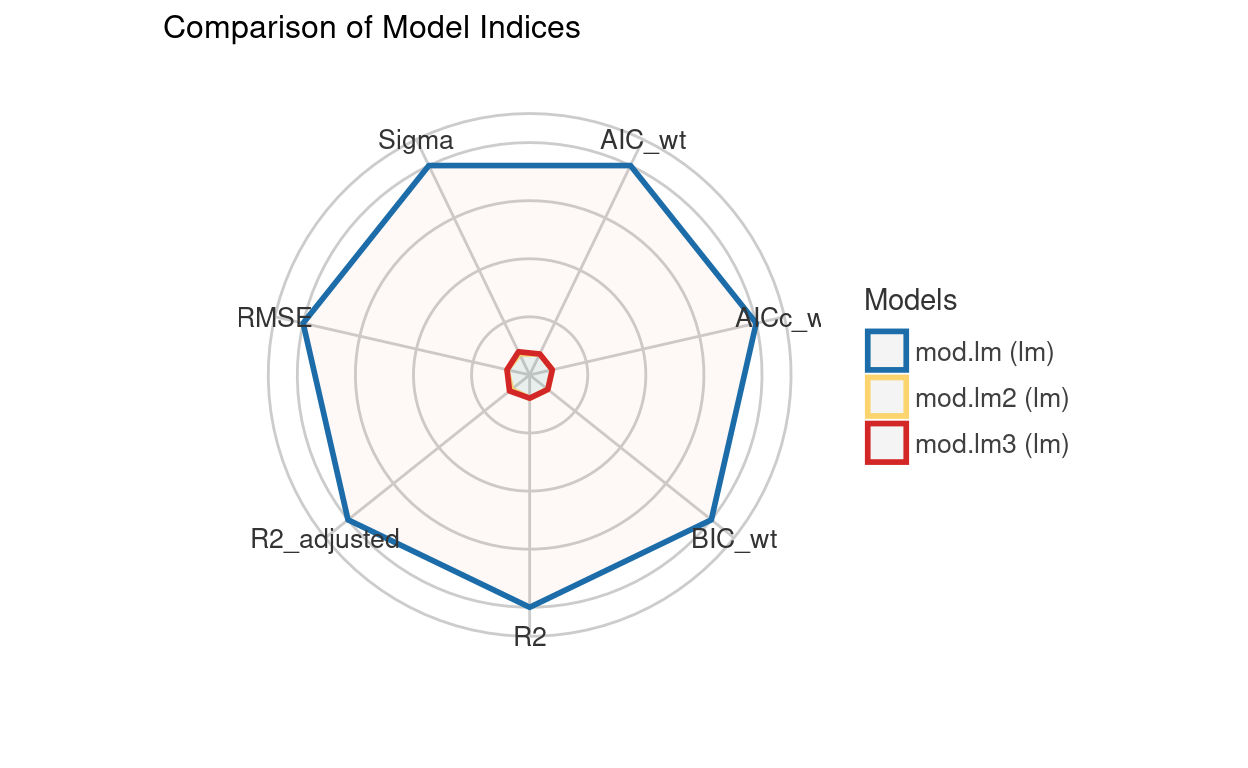 Comparison of Model Indices
Sigma
AIC_wt
RMSE
AICc_w
R2_adjusted
BIC_wt
R2
Models
mod.lm (lm)
mod.lm2 (lm)
mod.lm3 (lm)